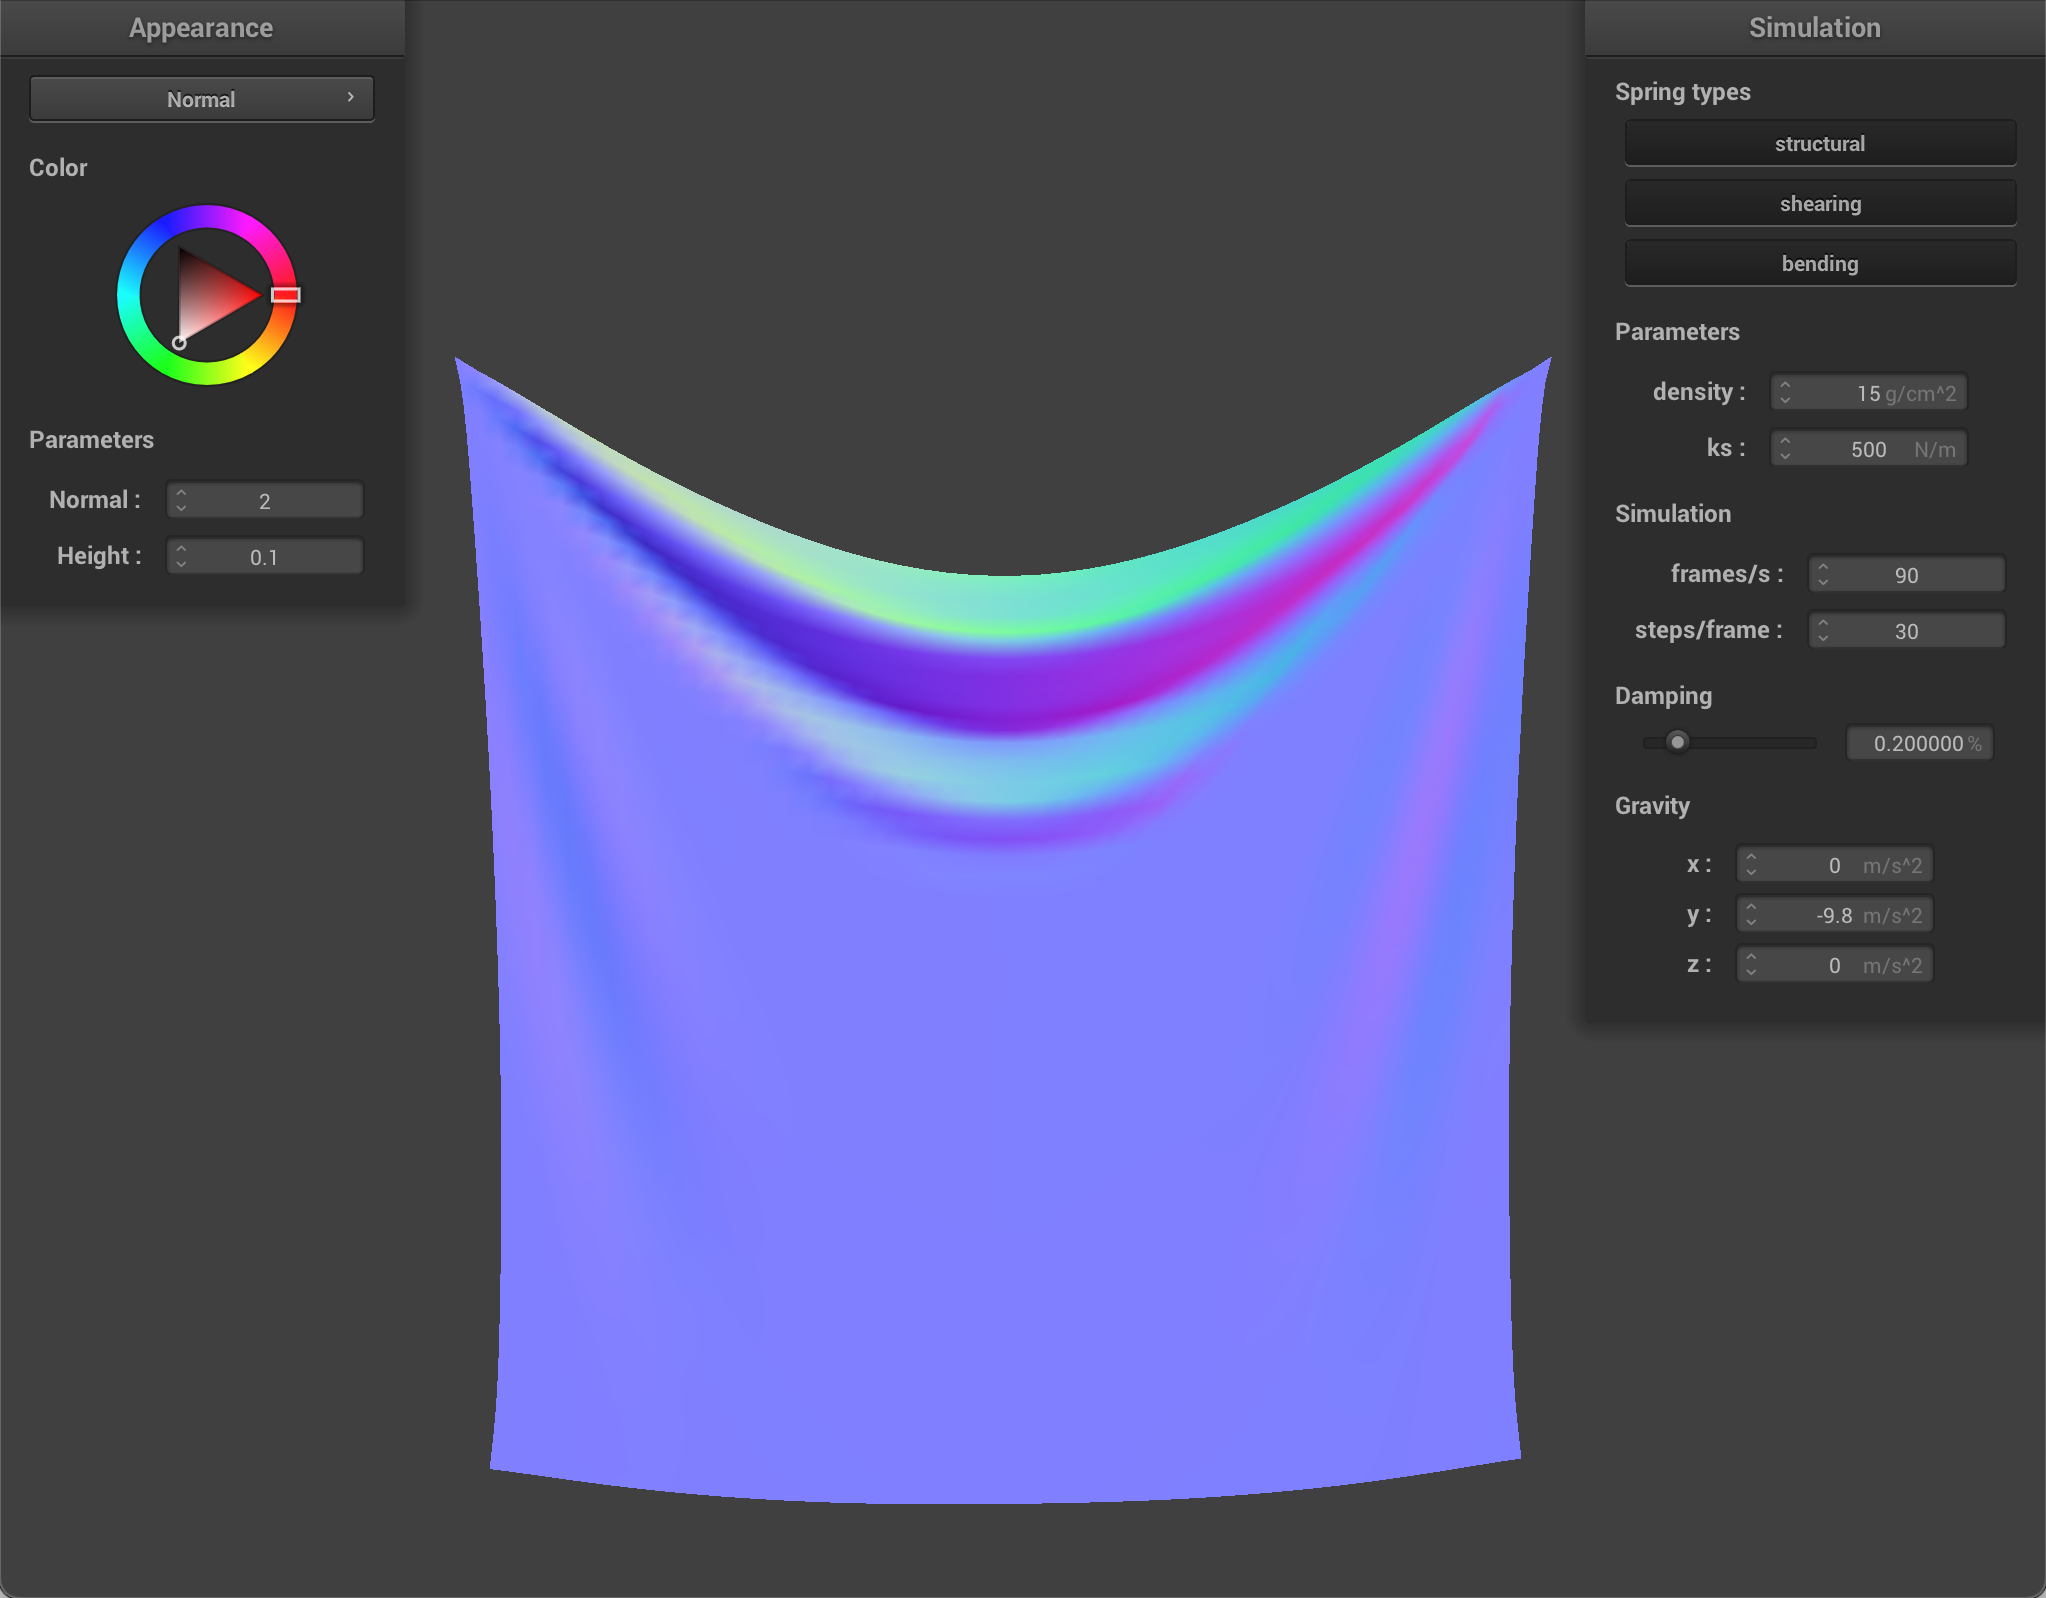 Appearance
Normal
Color
Parameters
Normal : 2
Height : 0.1
Simulation
Spring types
structural
shearing
bending
Parameters
density : 15 g/cm^2
ks : 500 N/m
Simulation
frames/s : 90
steps/frame : 30
Damping
0.200000 %
Gravity
x : 0 m/s^2
y : -9.8 m/s^2
z : 0 m/s^2